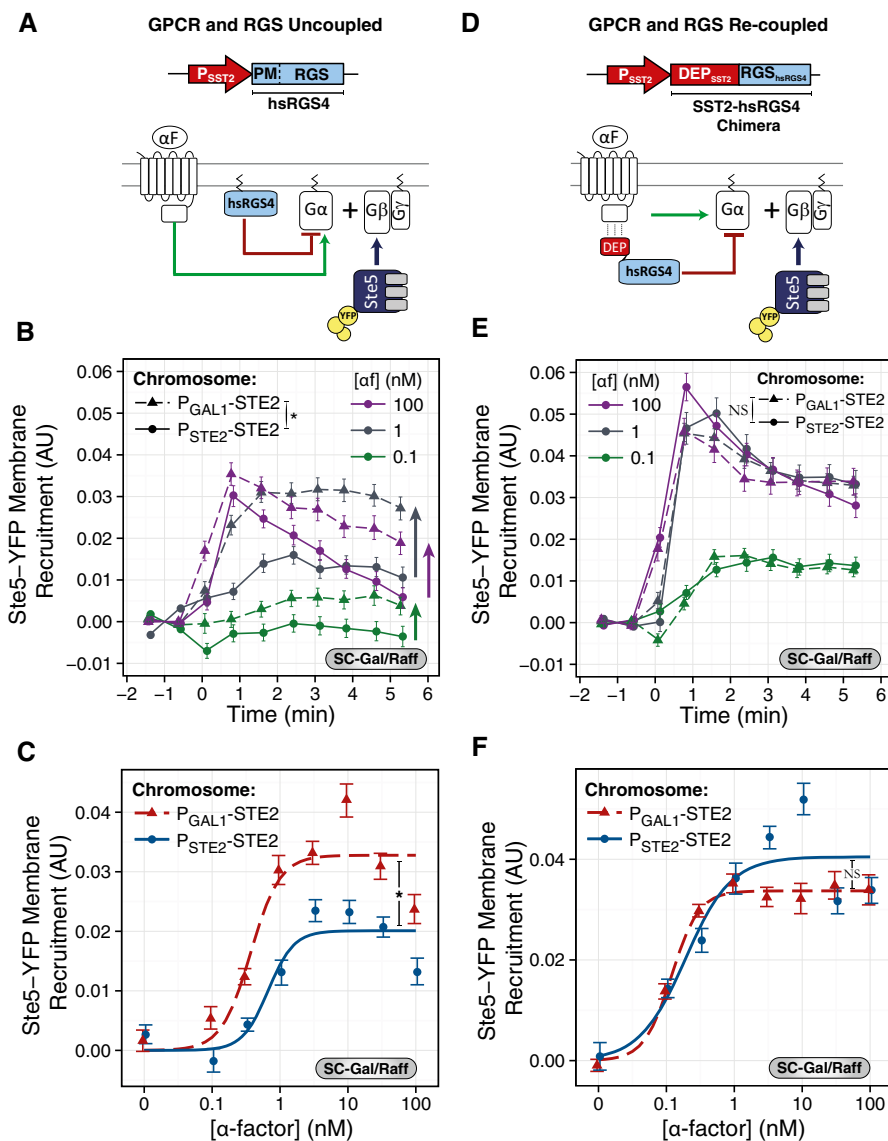 A
GPCR and RGS Uncoupled
PSST2
PM
RGS
hsRGS4
αF
hsRGS4
Gα
+
Gβ
Gγ
Ste5
YFP
D
GPCR and RGS Re-coupled
PSST2
DEPSST2
RGShsRGS4
SST2-hsRGS4
Chimera
αF
DEP
hsRGS4
Gα
+
Gβ
Gγ
Ste5
YFP
B
Ste5–YFP Membrane
Recruitment (AU)
0.06
0.05
0.04
0.03
0.02
0.01
0.00
−0.01
Chromosome:
PGAL1-STE2
PSTE2-STE2
*
[αf] (nM)
100
1
0.1
SC-Gal/Raff
−2 −1 0 1 2 3 4 5 6
Time (min)
E
Ste5–YFP Membrane
Recruitment (AU)
0.06
0.05
0.04
0.03
0.02
0.01
0.00
−0.01
[αf] (nM)
100
1
0.1
NS
Chromosome:
PGAL1-STE2
PSTE2-STE2
SC-Gal/Raff
−2 −1 0 1 2 3 4 5 6
Time (min)
C
Ste5–YFP Membrane
Recruitment (AU)
0.04
0.03
0.02
0.01
0.00
Chromosome:
PGAL1-STE2
PSTE2-STE2
*
SC-Gal/Raff
0 0.1 1 10 100
[α-factor] (nM)
F
Ste5–YFP Membrane
Recruitment (AU)
0.04
0.02
0.00
Chromosome:
PGAL1-STE2
PSTE2-STE2
NS
SC-Gal/Raff
0 0.1 1 10 100
[α-factor] (nM)